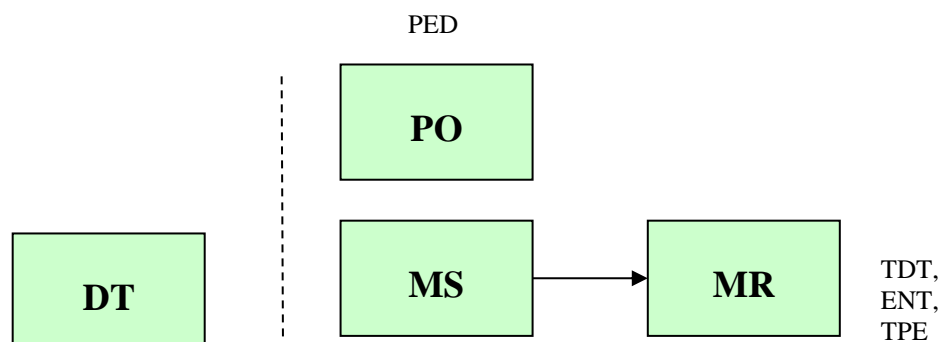 PED
PO
DT
MS
MR
TDT,
ENT,
TPE